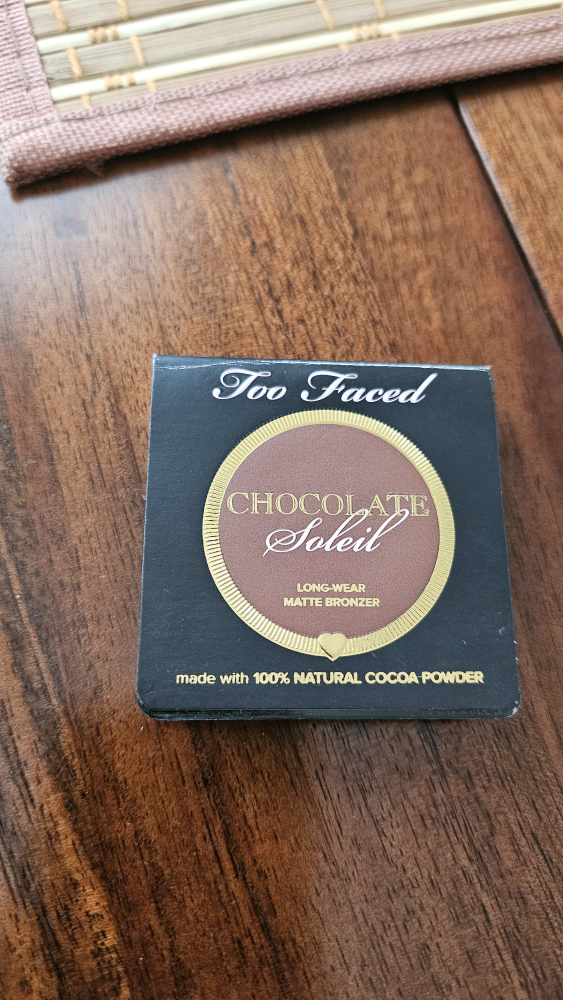 Too Faced
CHOCOLATE
Soleil
LONG-WEAR
MATTE BRONZER
made with 100% NATURAL COCOA POWDER